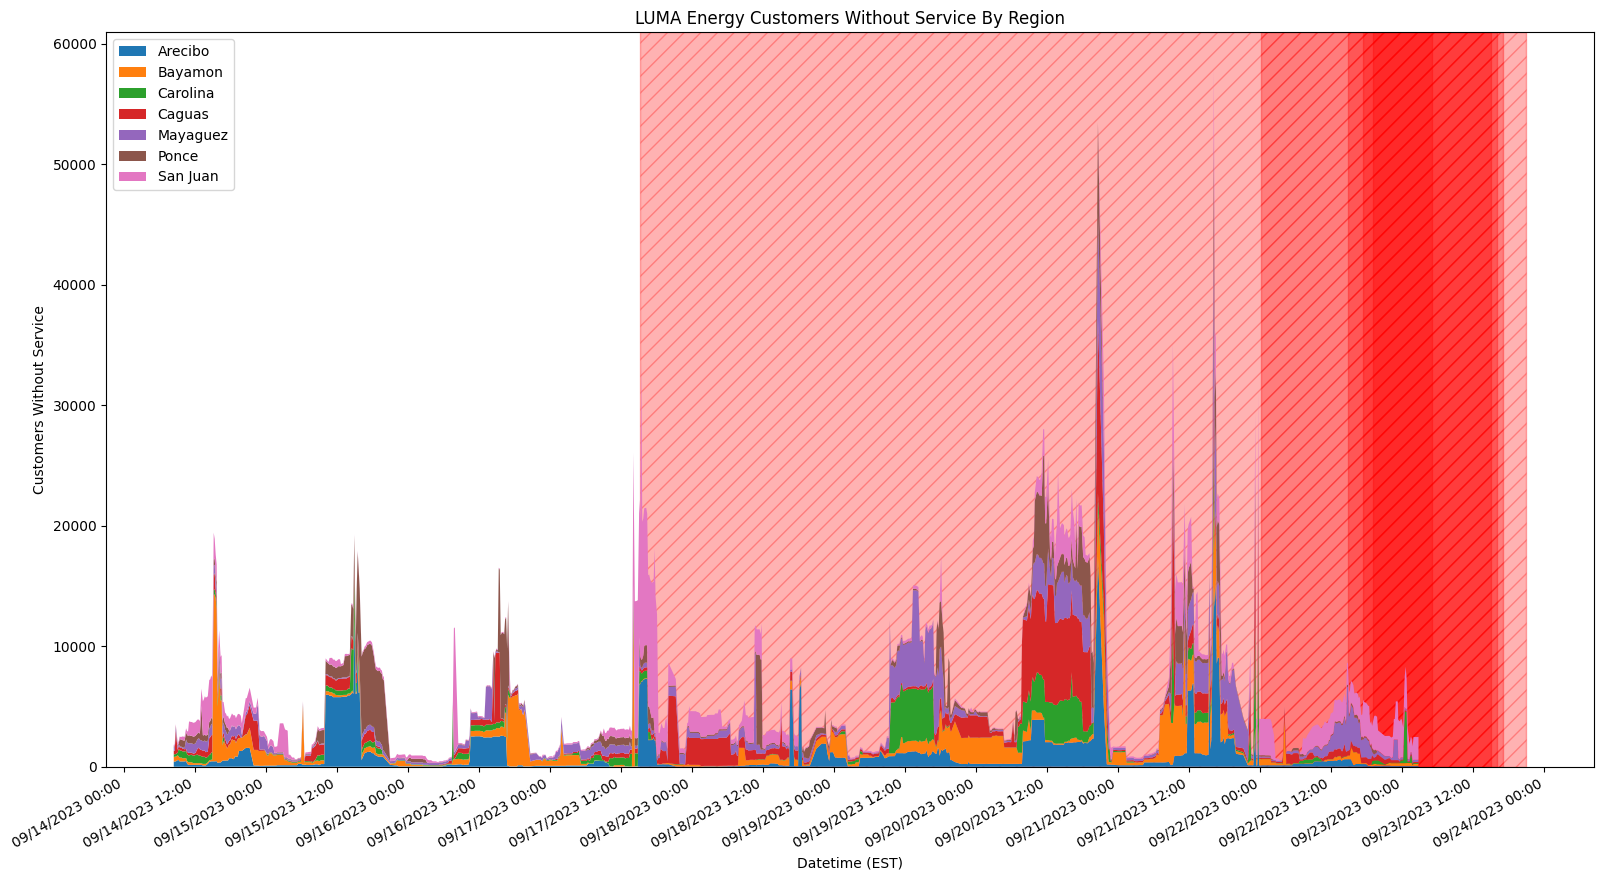 LUMA Energy Customers Without Service By Region
60000
50000
40000
30000
20000
10000
0
Customers Without Service
Arecibo
Bayamon
Carolina
Caguas
Mayaguez
Ponce
San Juan
09/14/2023 00:00
09/14/2023 12:00
09/15/2023 00:00
09/15/2023 12:00
09/16/2023 00:00
09/16/2023 12:00
09/17/2023 00:00
09/17/2023 12:00
09/18/2023 00:00
09/18/2023 12:00
09/19/2023 00:00
09/19/2023 12:00
09/20/2023 00:00
09/20/2023 12:00
09/21/2023 00:00
09/21/2023 12:00
09/22/2023 00:00
09/22/2023 12:00
09/23/2023 00:00
09/23/2023 12:00
09/24/2023 00:00
Datetime (EST)